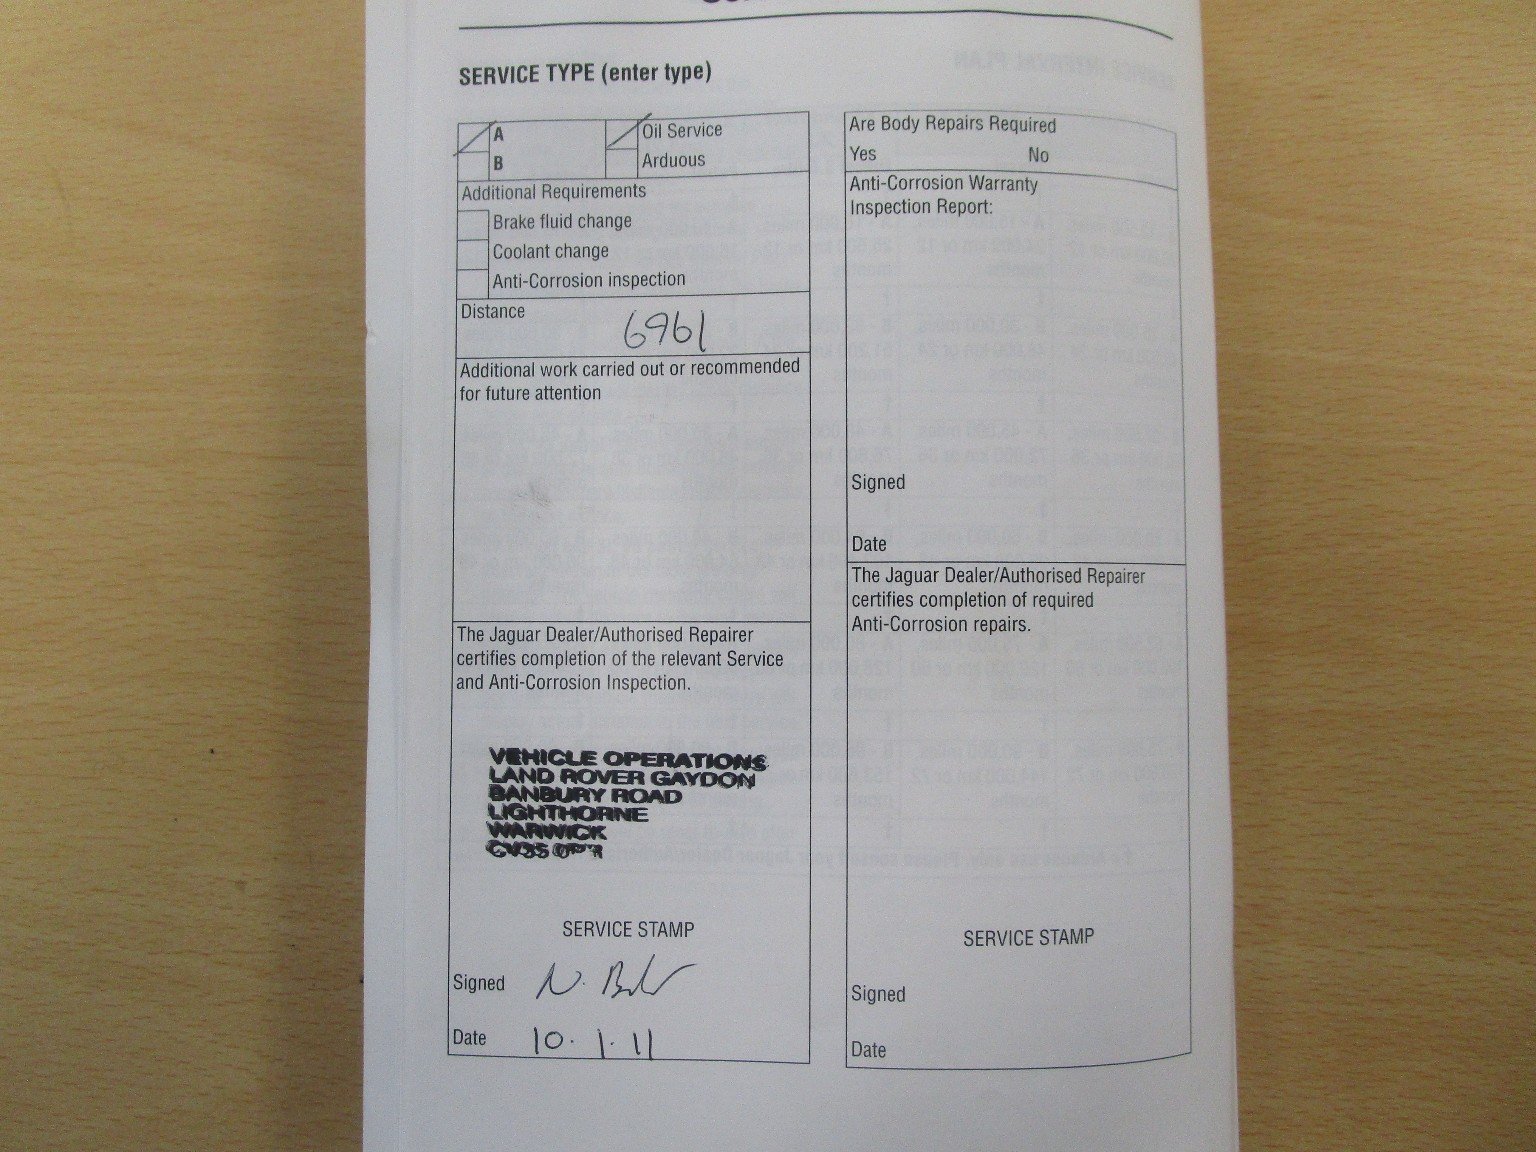 SERVICE TYPE (enter type)
A
B
Oil Service
Arduous
Additional Requirements
Brake fluid change
Coolant change
Anti-Corrosion inspection
Distance
6961
Additional work carried out or recommended
for future attention
The Jaguar Dealer/Authorised Repairer
certifies completion of the relevant Service
and Anti-Corrosion Inspection.
VEHICLE OPERATIONS
LAND ROVER GAYDON
BANBURY ROAD
LIGHTHORNE
WARWICK
CV35
SERVICE STAMP
Signed N.
Date 10.1.11
Are Body Repairs Required
Yes No
Anti-Corrosion Warranty
Inspection Report:
Signed
Date
The Jaguar Dealer/Authorised Repairer
certifies completion of required
Anti-Corrosion repairs.
SERVICE STAMP
Signed
Date